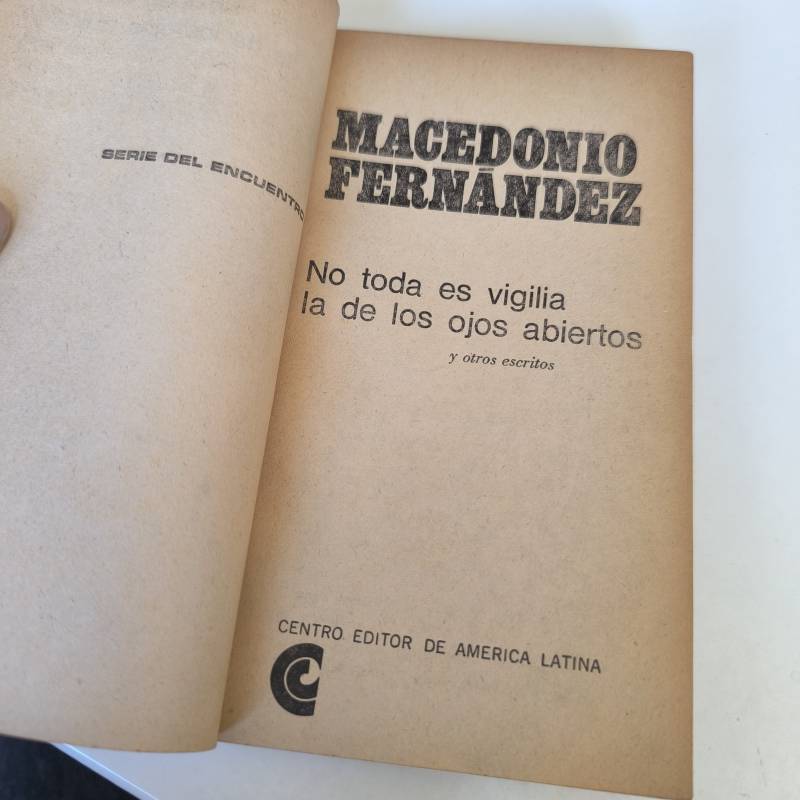 SERIE DEL ENCUENTRO
MACEDONIO
FERNÁNDEZ
No toda es vigilia
la de los ojos abiertos
y otros escritos
CENTRO EDITOR DE AMERICA LATINA